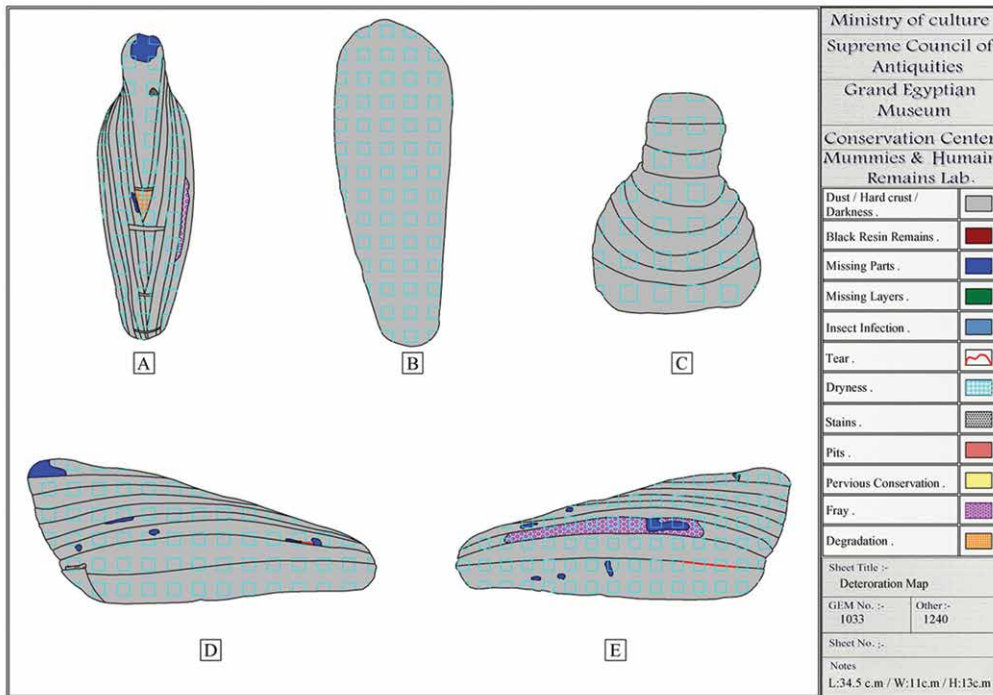 Ministry of culture
Supreme Council of
Antiquities
Grand Egyptian
Museum
Conservation Center
Mummies & Humain
Remains Lab.
Dust / Hard crust /
Darkness .
Black Resin Remains .
Missing Parts .
Missing Layers .
Insect Infection .
Tear .
Dryness .
Stains .
Pits .
Pervious Conservation .
Fray .
Degradation .
Sheet Title :-
Deteroration Map
GEM No. :- Other :-
1033 1240
Sheet No. :-
Notes
L:34.5 c.m / W:11c.m / H:13c.m
A
B
C
D
E